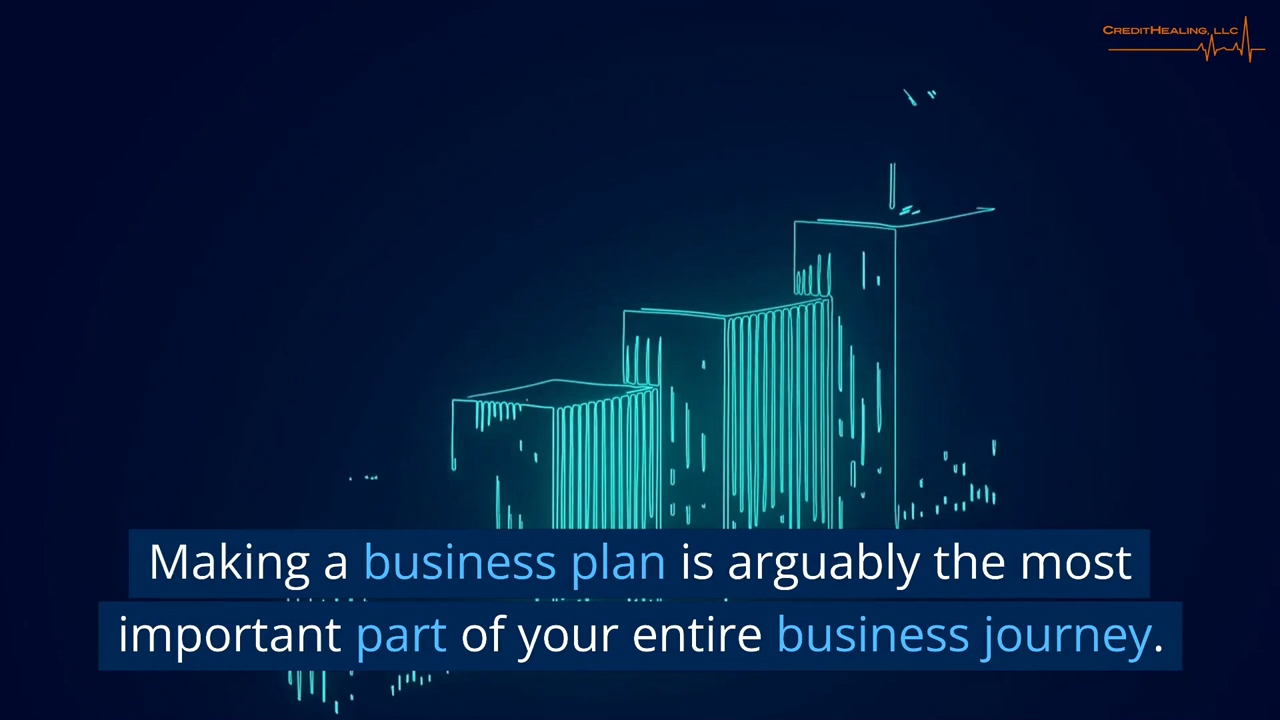 CREDITHEALING, LLC
Making a business plan is arguably the most
important part of your entire business journey.